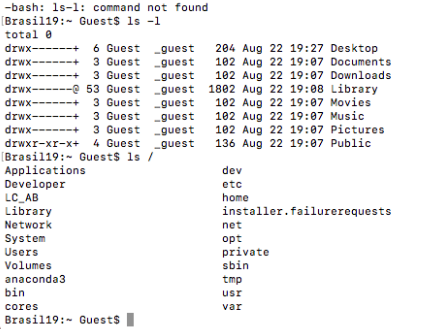 -bash: ls-l: command not found
[Brasil19:~ Guest$ ls -l
total 0
drwx------+  6 Guest  _guest   204 Aug 22 19:27 Desktop
drwx------+  3 Guest  _guest   102 Aug 22 19:07 Documents
drwx------+  3 Guest  _guest   102 Aug 22 19:07 Downloads
drwx------@ 53 Guest  _guest  1802 Aug 22 19:08 Library
drwx------+  3 Guest  _guest   102 Aug 22 19:07 Movies
drwx------+  3 Guest  _guest   102 Aug 22 19:07 Music
drwx------+  3 Guest  _guest   102 Aug 22 19:07 Pictures
drwxr-xr-x+  4 Guest  _guest   136 Aug 22 19:07 Public
[Brasil19:~ Guest$ ls /
Applications                    dev
Developer                       etc
LC_AB                           home
Library                         installer.failurerequests
Network                         net
System                          opt
Users                           private
Volumes                         sbin
anaconda3                       tmp
bin                             usr
cores                           var
Brasil19:~ Guest$